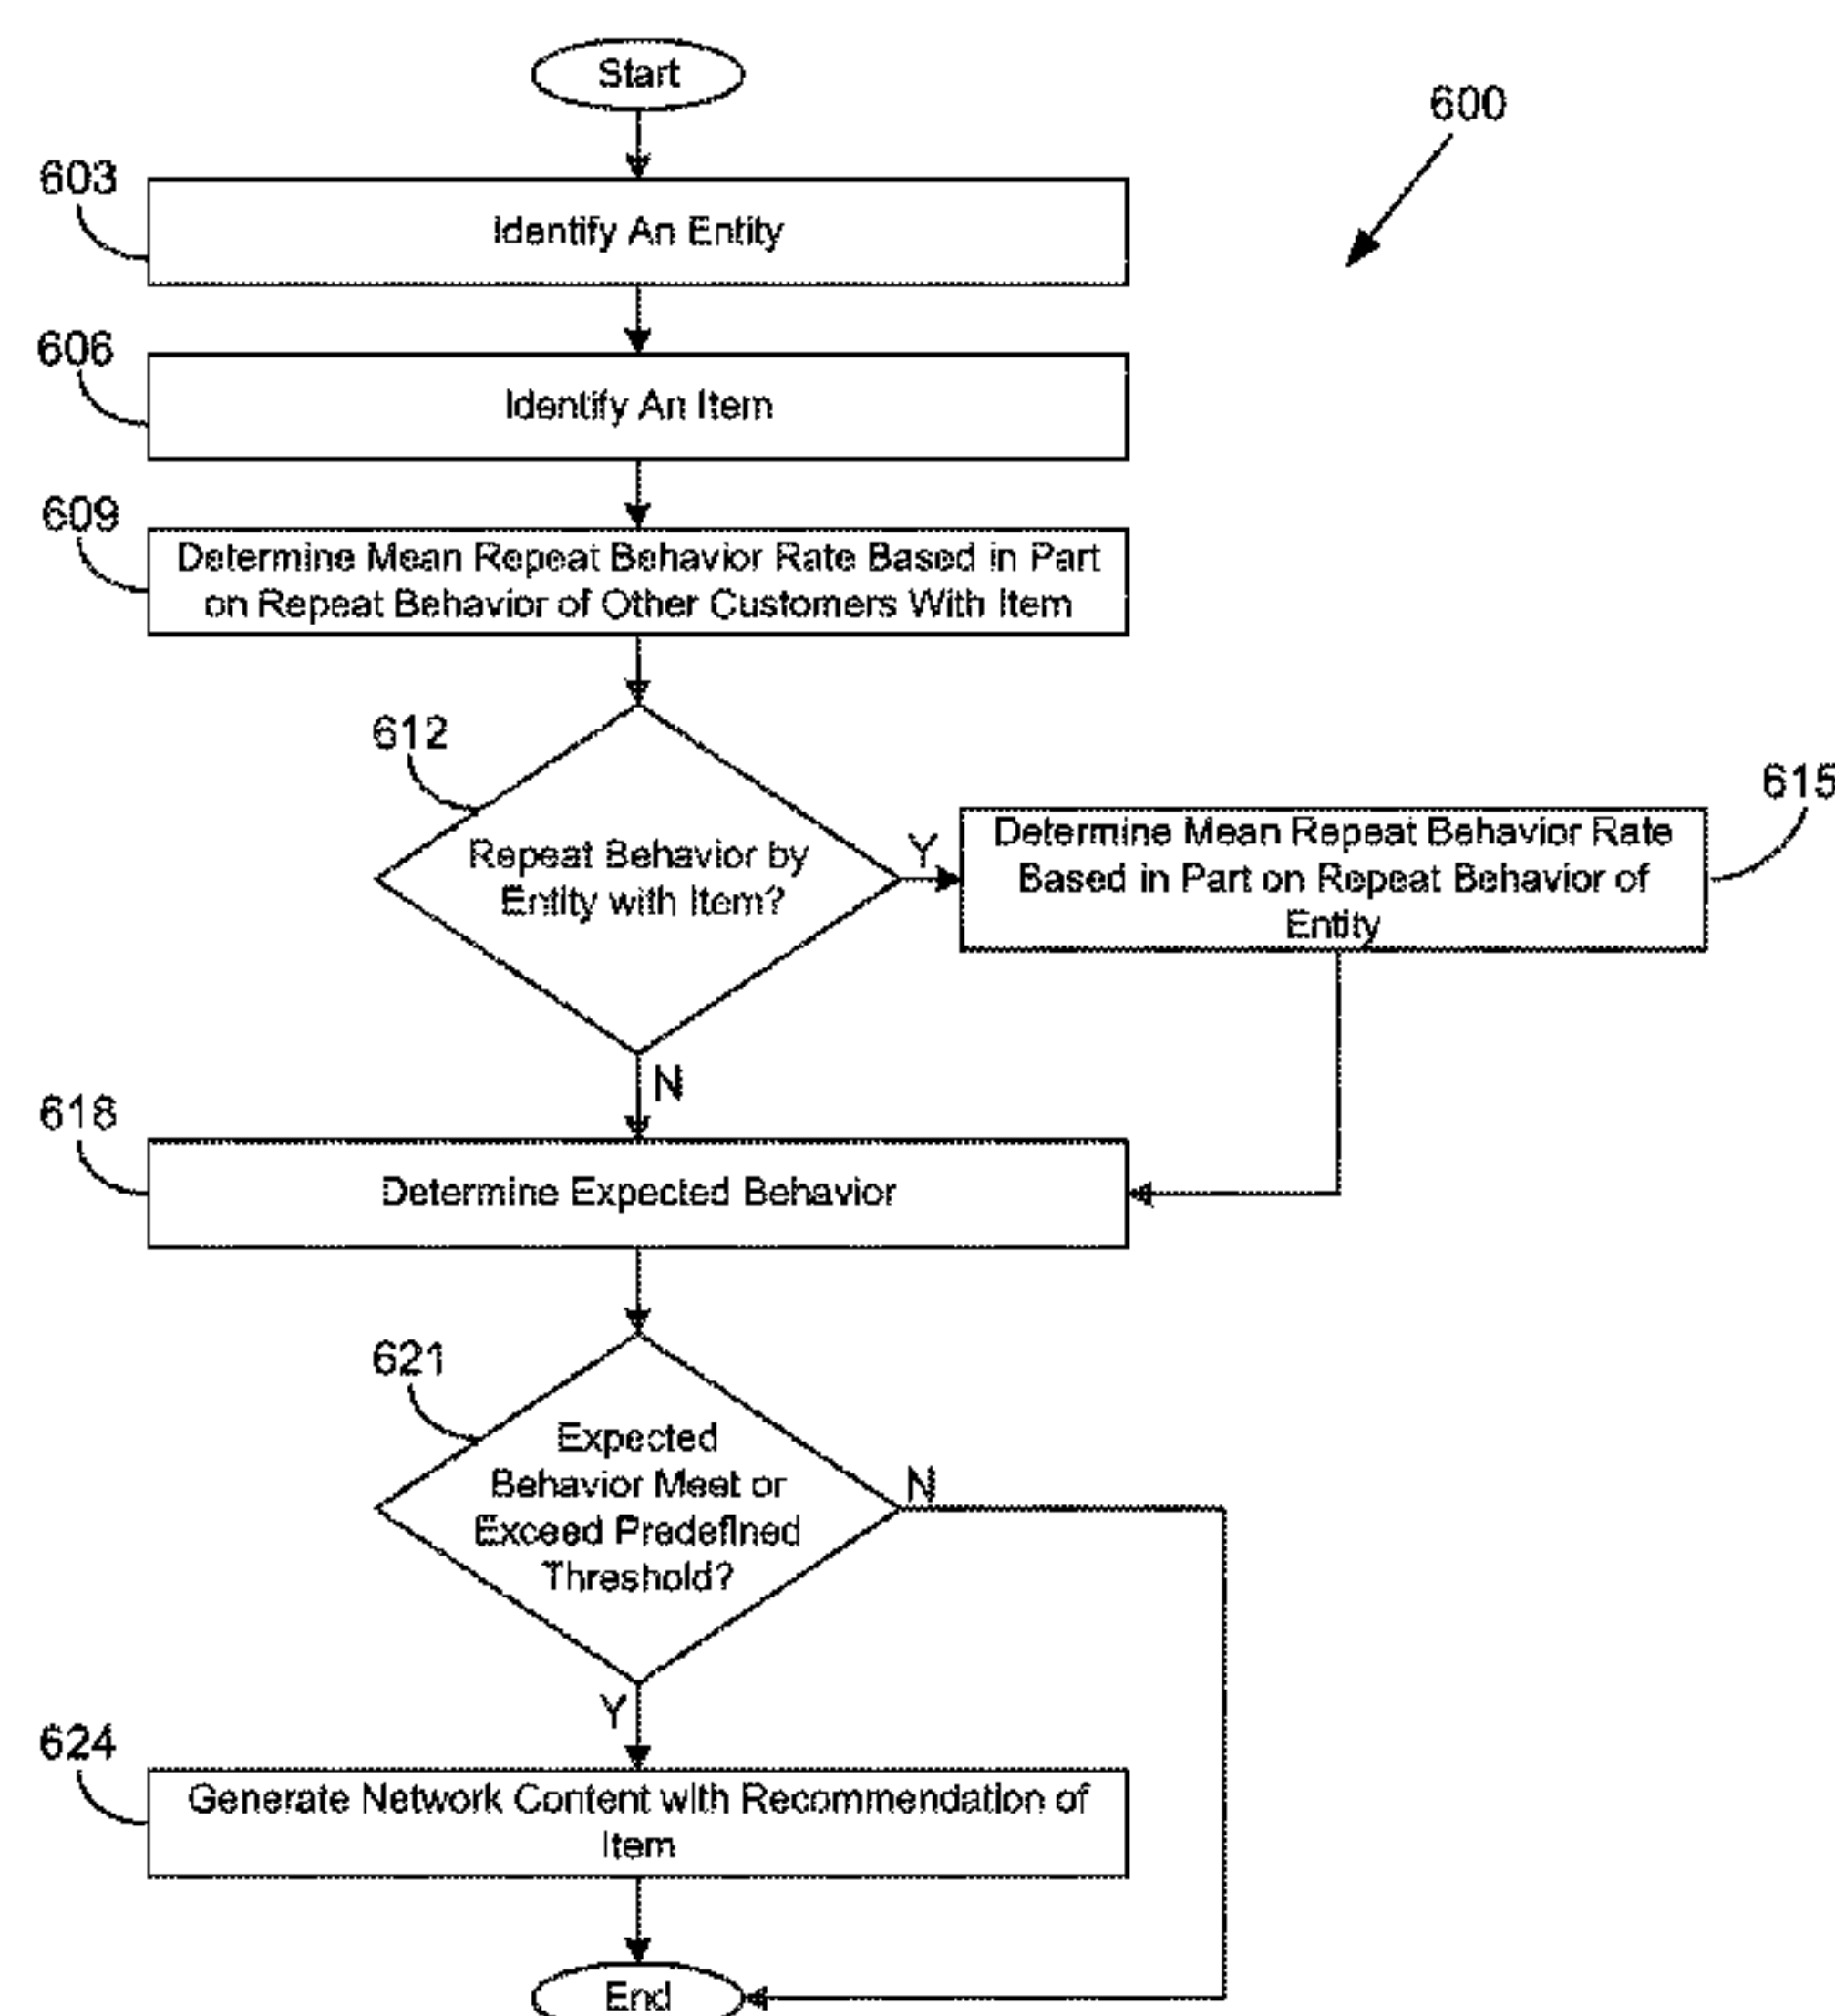 Start
600
603
Identify An Entity
606
Identify An Item
609
Determine Mean Repeat Behavior Rate Based in Part
on Repeat Behavior of Other Customers With Item
612
Repeat Behavior by
Entity with Item?
Y
615
Determine Mean Repeat Behavior Rate
Based in Part on Repeat Behavior of
Entity
N
618
Determine Expected Behavior
621
Expected
Behavior Meet or
Exceed Predefined
Threshold?
N
Y
624
Generate Network Content with Recommendation of
Item
End